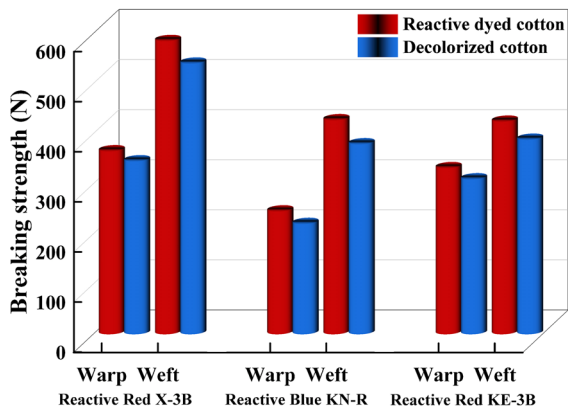 Reactive dyed cotton
Decolorized cotton
Breaking strength (N)
600
500
400
300
200
100
0
Warp Weft Warp Weft Warp Weft
Reactive Red X-3B Reactive Blue KN-R Reactive Red KE-3B